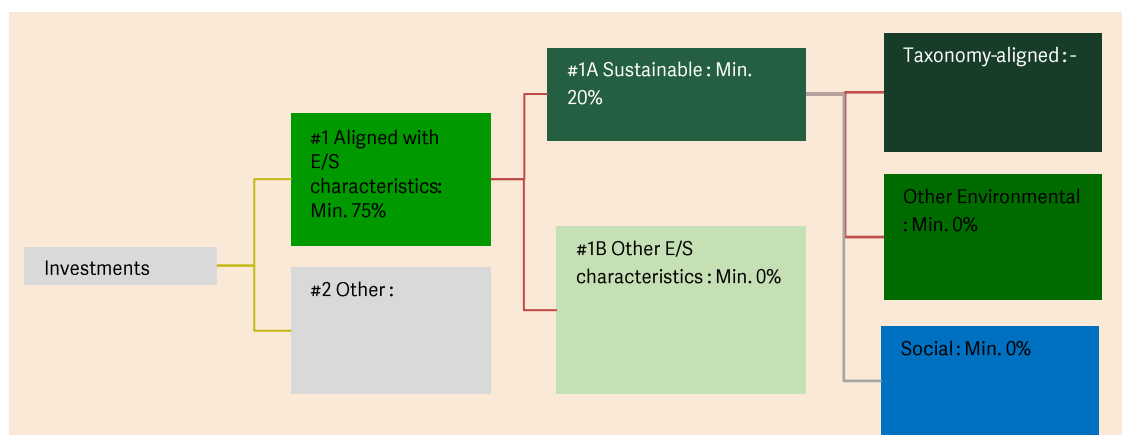 Investments
#1 Aligned with
E/S
characteristics:
Min. 75%
#2 Other :
#1A Sustainable : Min.
20%
#1B Other E/S
characteristics : Min. 0%
Taxonomy-aligned : -
Other Environmental
: Min. 0%
Social : Min. 0%